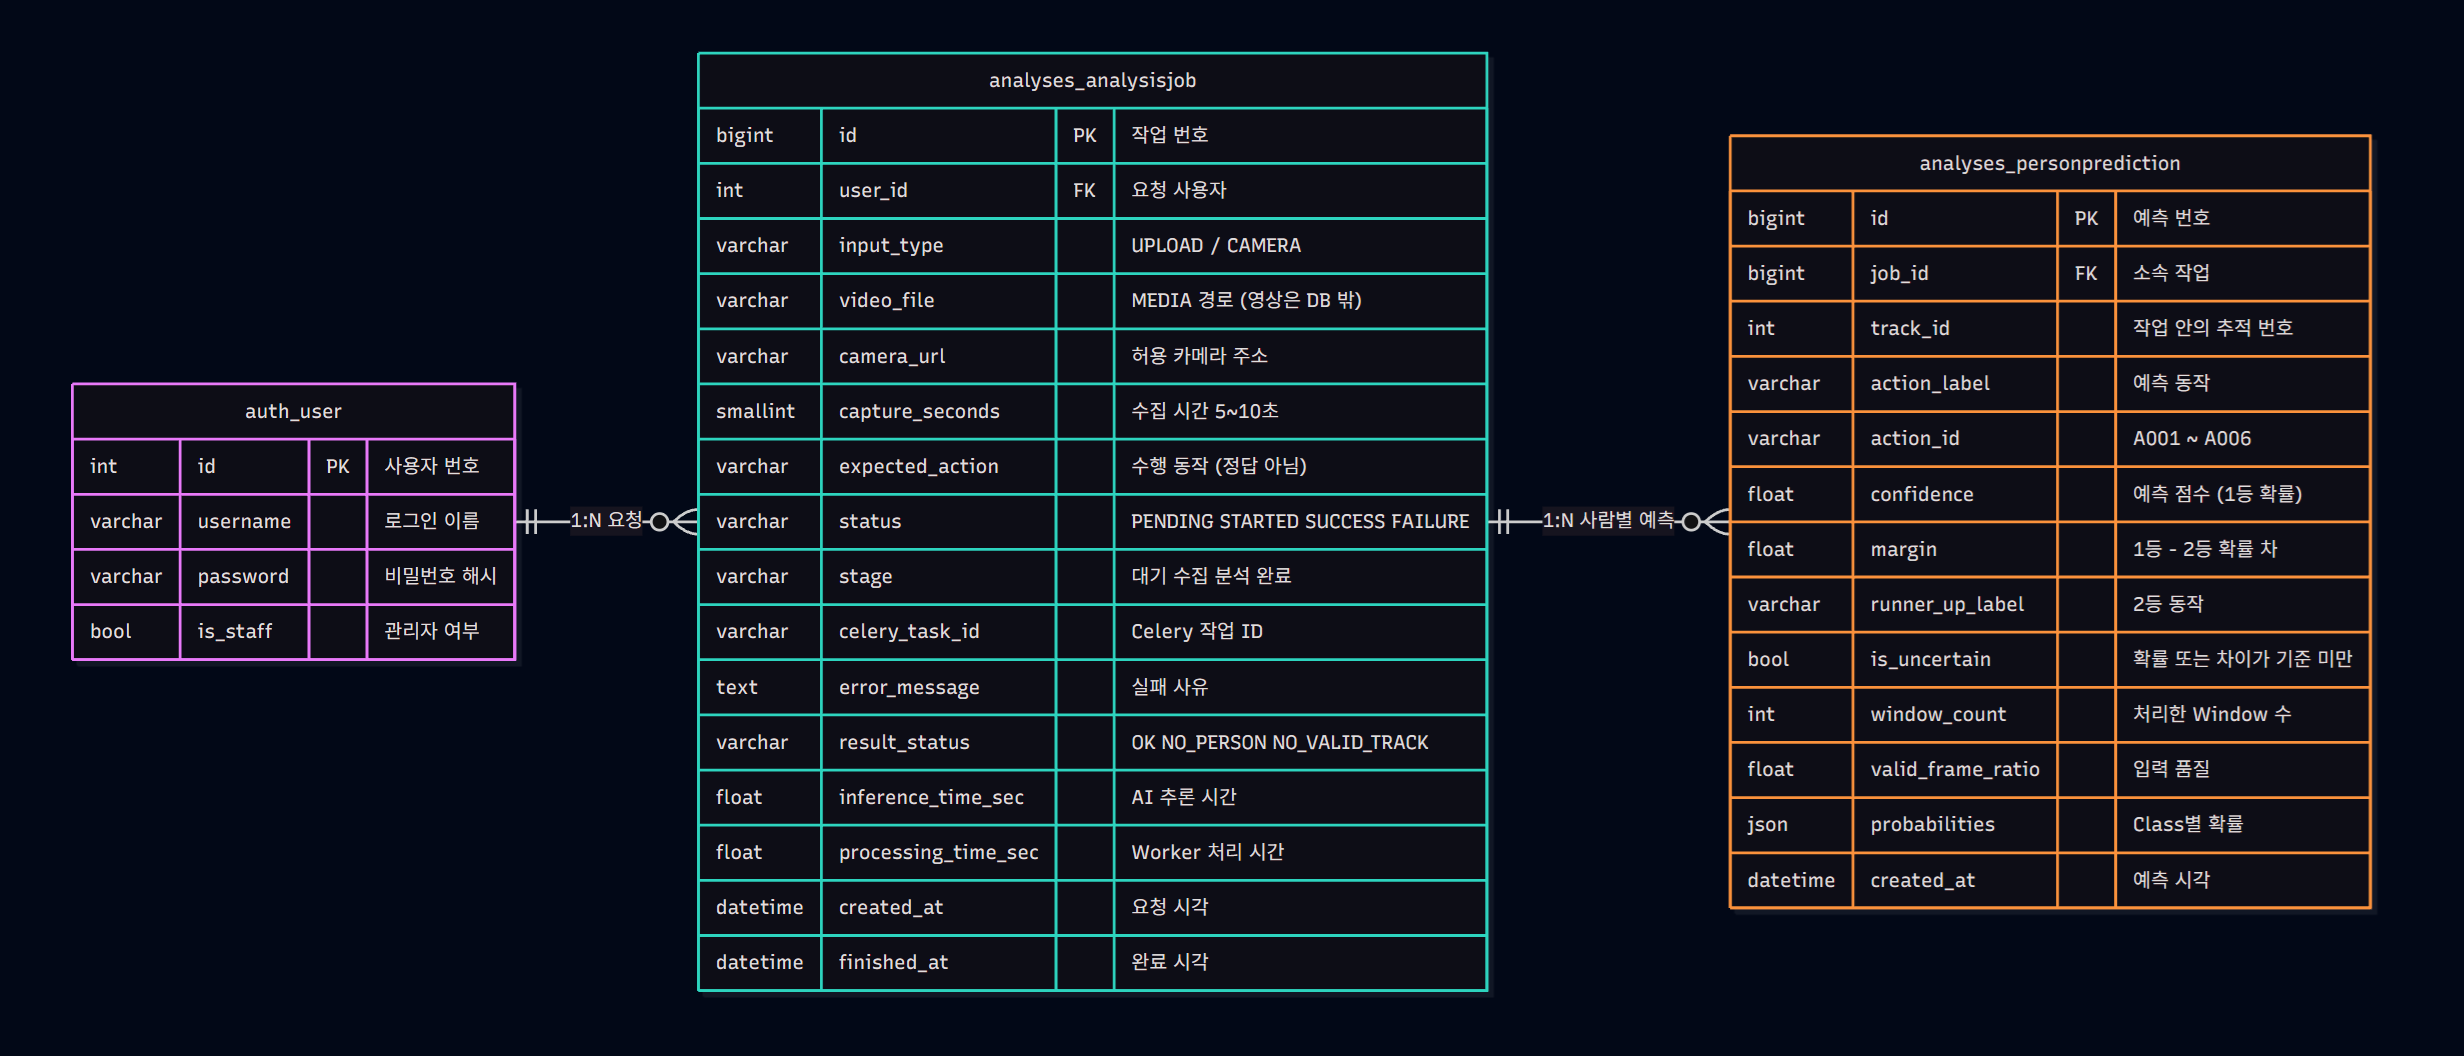 auth_user
int id PK 사용자 번호
varchar username 로그인 이름
varchar password 비밀번호 해시
bool is_staff 관리자 여부
1:N 요청
analyses_analysisjob
bigint id PK 작업 번호
int user_id FK 요청 사용자
varchar input_type UPLOAD / CAMERA
varchar video_file MEDIA 경로 (영상은 DB 밖)
varchar camera_url 허용 카메라 주소
smallint capture_seconds 수집 시간 5~10초
varchar expected_action 수행 동작 (정답 아님)
varchar status PENDING STARTED SUCCESS FAILURE
varchar stage 대기 수집 분석 완료
varchar celery_task_id Celery 작업 ID
text error_message 실패 사유
varchar result_status OK NO_PERSON NO_VALID_TRACK
float inference_time_sec AI 추론 시간
float processing_time_sec Worker 처리 시간
datetime created_at 요청 시각
datetime finished_at 완료 시각
1:N 사람별 예측
analyses_personprediction
bigint id PK 예측 번호
bigint job_id FK 소속 작업
int track_id 작업 안의 추적 번호
varchar action_label 예측 동작
varchar action_id A001 ~ A006
float confidence 예측 점수 (1등 확률)
float margin 1등 - 2등 확률 차
varchar runner_up_label 2등 동작
bool is_uncertain 확률 또는 차이가 기준 미만
int window_count 처리한 Window 수
float valid_frame_ratio 입력 품질
json probabilities Class별 확률
datetime created_at 예측 시각